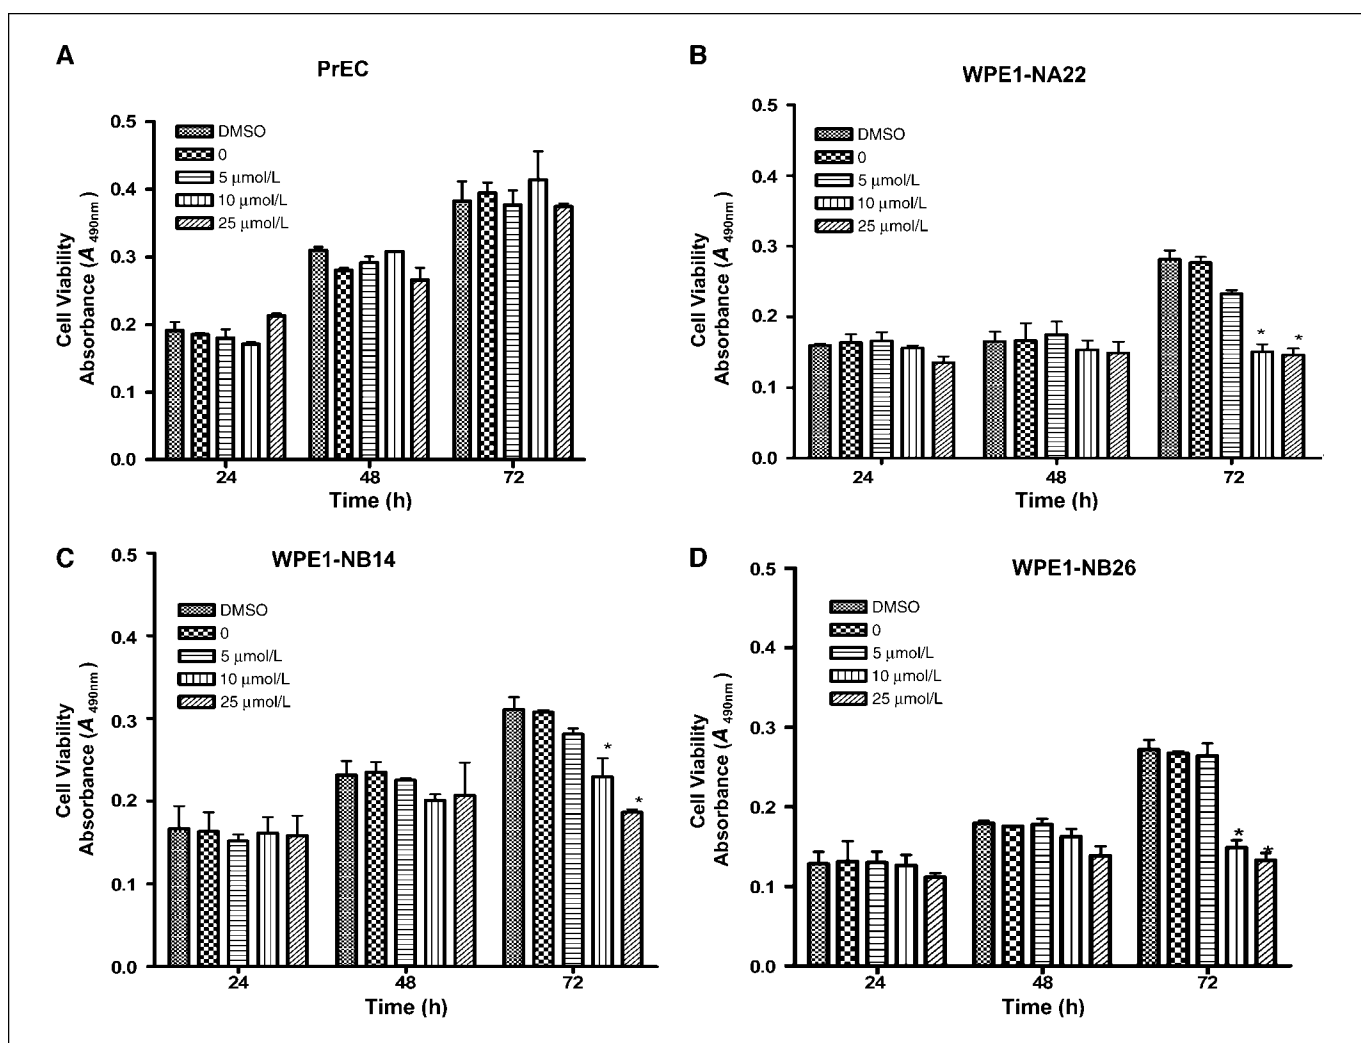 A
PrEC
0.5
0.4
0.3
0.2
0.1
0.0
Cell Viability
Absorbance (A 490nm)
DMSO
0
5 μmol/L
10 μmol/L
25 μmol/L
24 48 72
Time (h)
B
WPE1-NA22
0.5
0.4
0.3
0.2
0.1
0.0
Cell Viability
Absorbance (A 490nm)
DMSO
0
5 μmol/L
10 μmol/L
25 μmol/L
* *
24 48 72
Time (h)
C
WPE1-NB14
0.5
0.4
0.3
0.2
0.1
0.0
Cell Viability
Absorbance (A 490nm)
DMSO
0
5 μmol/L
10 μmol/L
25 μmol/L
* *
24 48 72
Time (h)
D
WPE1-NB26
0.5
0.4
0.3
0.2
0.1
0.0
Cell Viability
Absorbance (A 490nm)
DMSO
0
5 μmol/L
10 μmol/L
25 μmol/L
* *
24 48 72
Time (h)